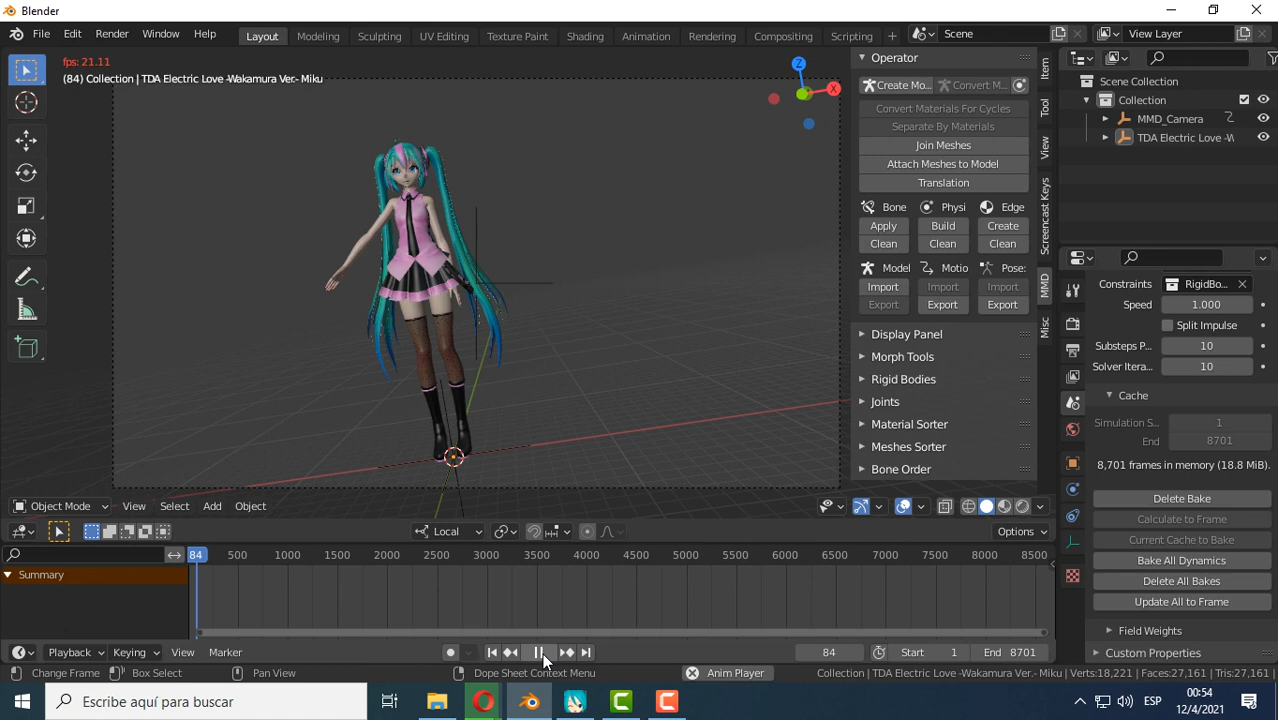 Blender
File Edit Render Window Help
Layout Modeling Sculpting UV Editing Texture Paint Shading Animation Rendering Compositing Scripting
Scene
View Layer
fps: 21.11
(84) Collection | TDA Electric Love -Wakamura Ver.- Miku
Z
X
Operator
Create Mo...
Convert M...
Convert Materials For Cycles
Separate By Materials
Join Meshes
Attach Meshes to Model
Translation
Bone Physi Edge
Apply Build Create
Clean Clean Clean
Model Motio Pose:
Import Import Import
Export Export Export
Display Panel
Morph Tools
Rigid Bodies
Joints
Material Sorter
Meshes Sorter
Bone Order
Item
Tool
View
Screencast Keys
MMD
Misc
Scene Collection
Collection
MMD_Camera
TDA Electric Love -W
Constraints RigidBo...
Speed 1.000
Split Impulse
Substeps P... 10
Solver Itera... 10
Cache
Simulation S... 1
End 8701
8,701 frames in memory (18.8 MiB).
Delete Bake
Calculate to Frame
Current Cache to Bake
Bake All Dynamics
Delete All Bakes
Update All to Frame
Field Weights
Custom Properties
Object Mode View Select Add Object
Local
Options
84 500 1000 1500 2000 2500 3000 3500 4000 4500 5000 5500 6000 6500 7000 7500 8000 8500
Summary
Playback Keying View Marker
84
Start 1 End 8701
Change Frame Pan View Dope Sheet Context Menu Anim Player Collection | TDA Electric Love -Wakamura Ver.- Miku | Verts:18,221 | Faces:27,161 | Tris:27,161
Escribe aquí para buscar
ESP
00:54
12/4/2021